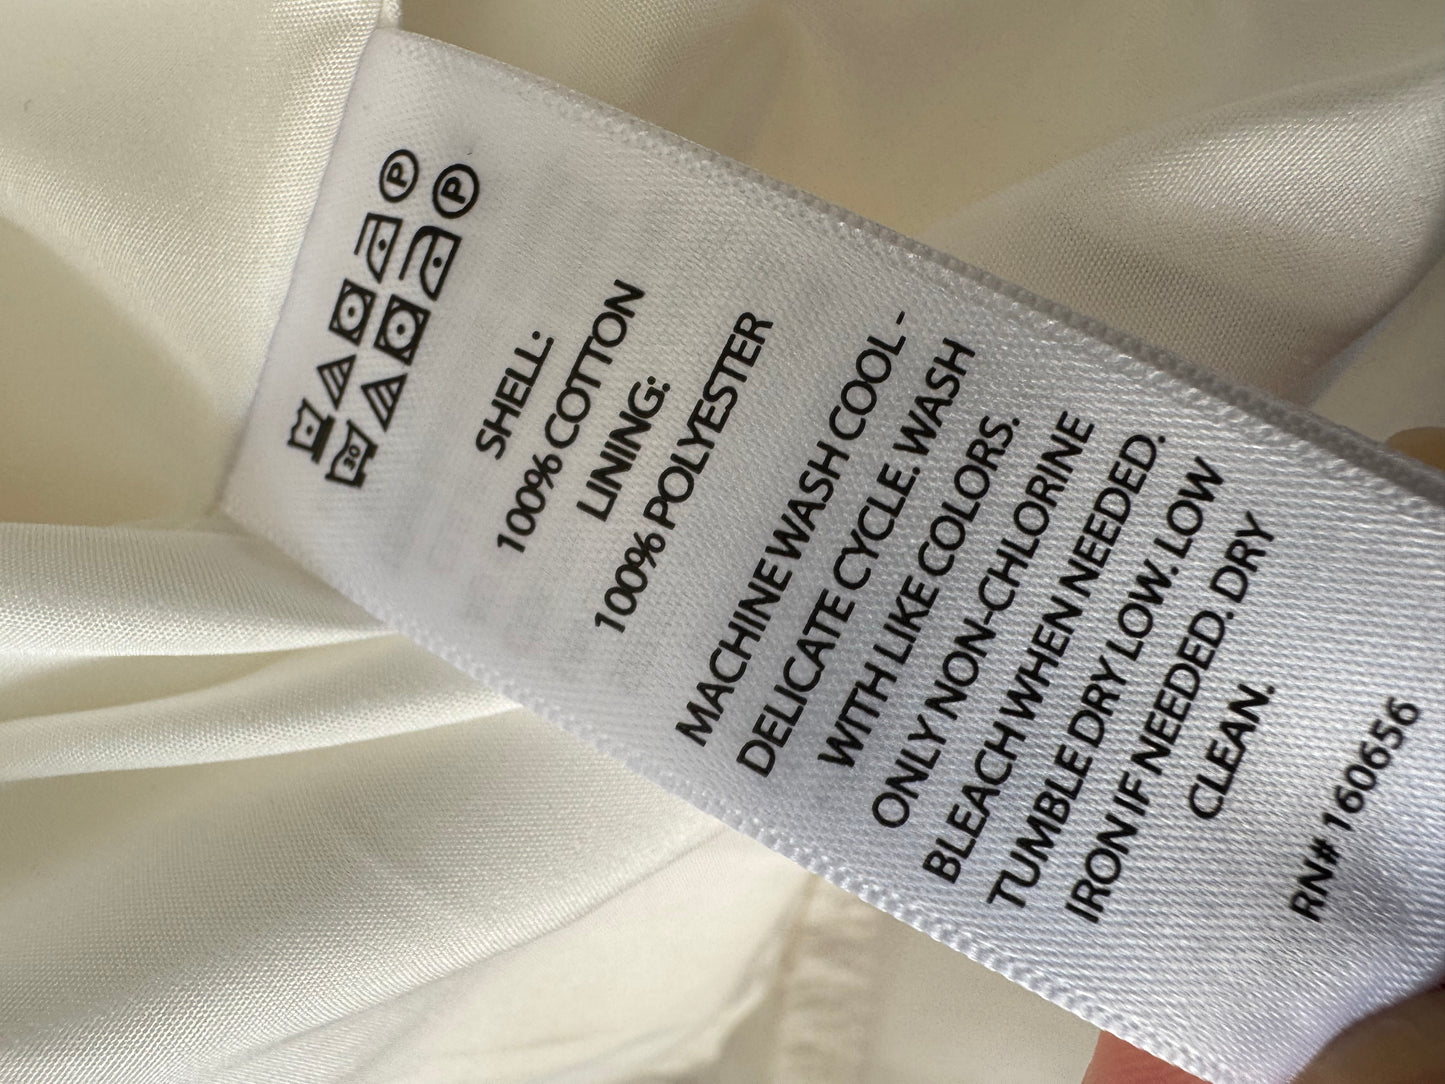 P
30 P
SHELL:
100% COTTON
LINING:
100% POLYESTER
MACHINE WASH COOL -
DELICATE CYCLE. WASH
WITH LIKE COLORS.
ONLY NON-CHLORINE
BLEACH WHEN NEEDED.
TUMBLE DRY LOW. LOW
IRON IF NEEDED. DRY
CLEAN.
RN# 160656